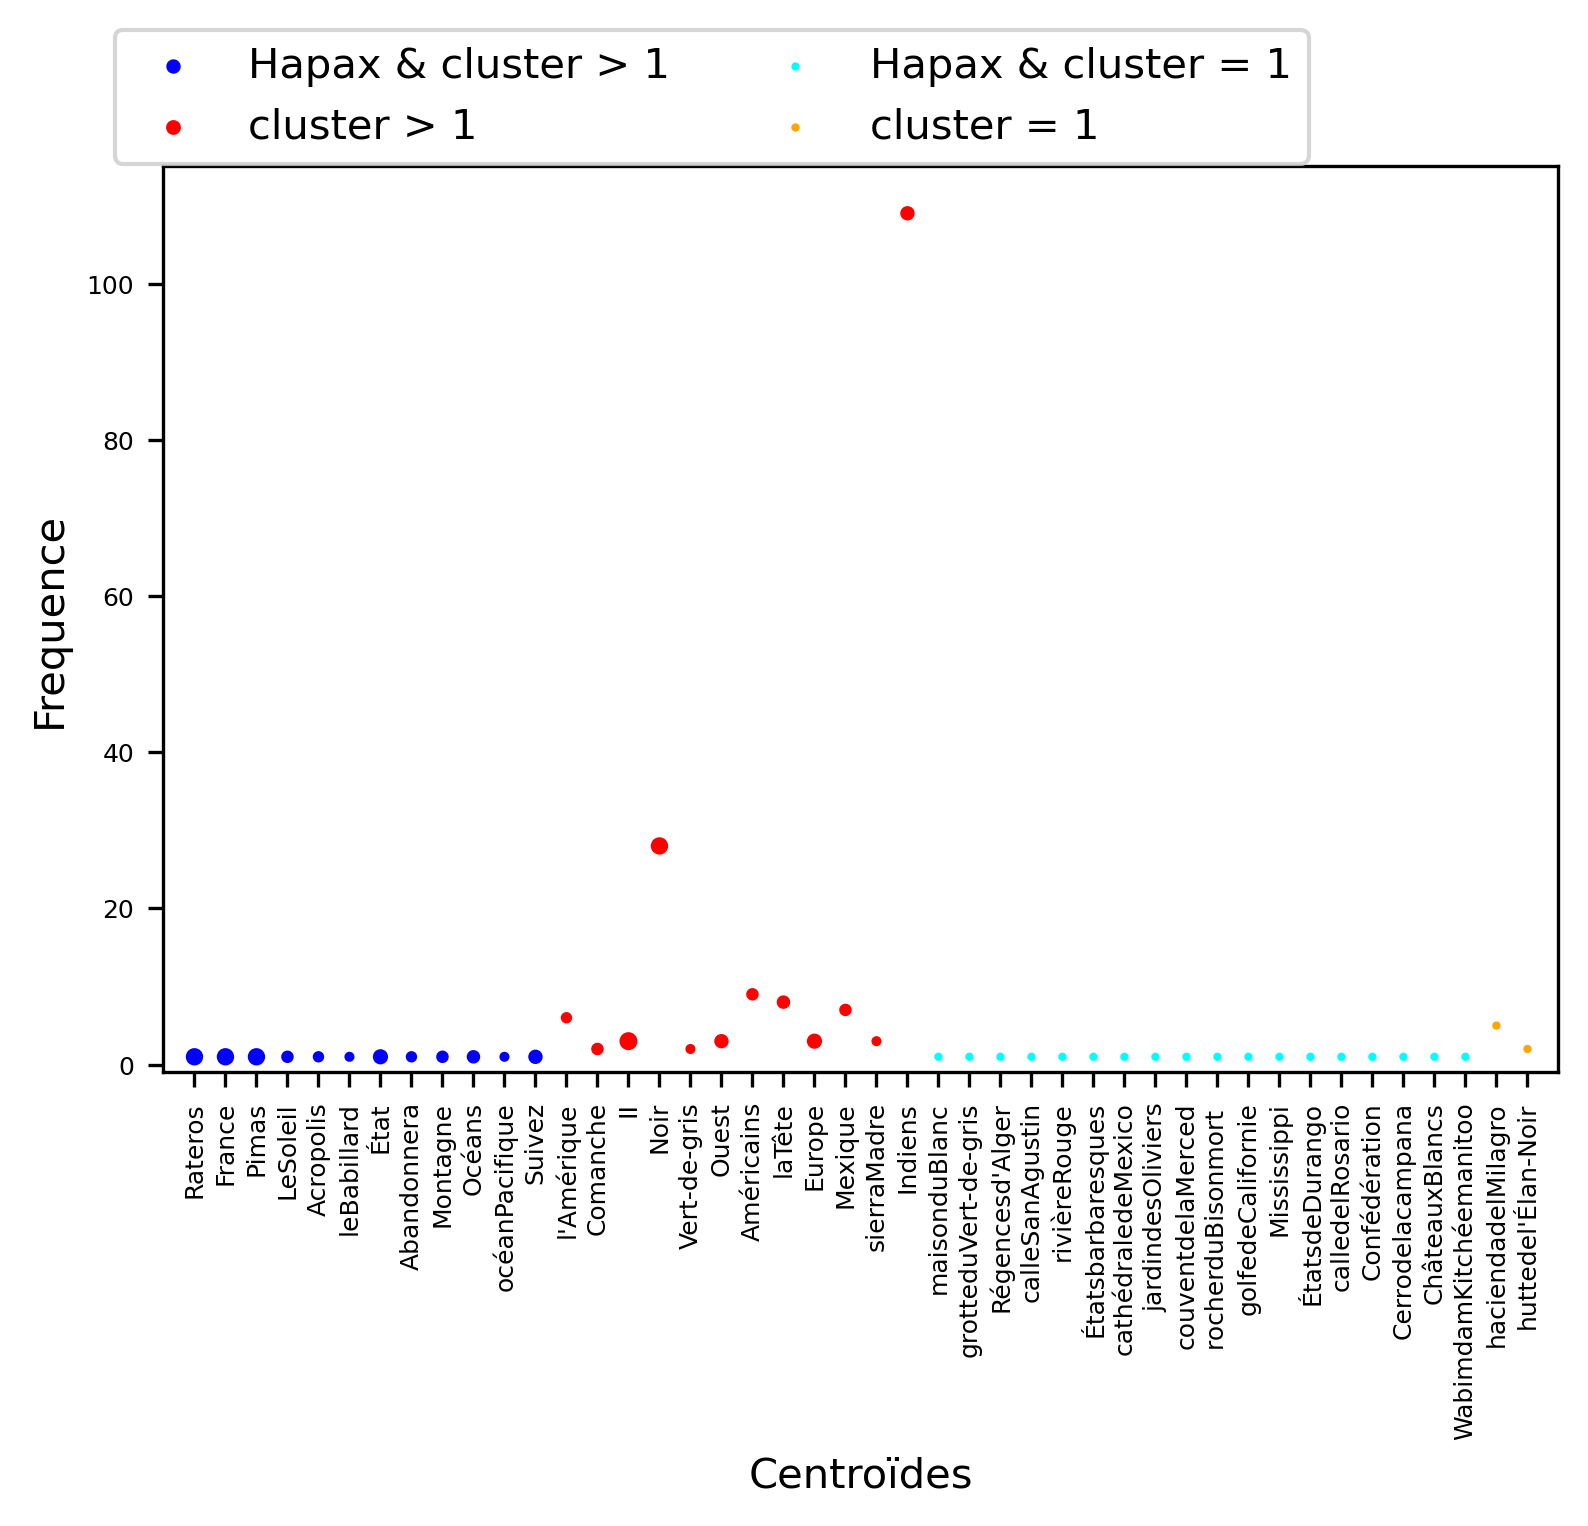 Hapax & cluster > 1
Hapax & cluster = 1
cluster > 1
cluster = 1
100
80
60
40
20
0
Frequence
Rateros
France
Pimas
LeSoleil
Acropolis
leBabillard
État
Abandonnera
Montagne
Océans
océanPacifique
Suivez
l'Amérique
Comanche
Il
Noir
Vert-de-gris
Ouest
Américains
laTête
Europe
Mexique
sierraMadre
Indiens
maisonduBlanc
grotteduVert-de-gris
Régencesd'Alger
calleSanAgustin
rivièreRouge
Étatsbarbaresques
cathédraledeMexico
jardindesOliviers
couventdelaMerced
rocherduBisonmort
golfedeCalifornie
Mississippi
ÉtatsdeDurango
calledelRosario
Confédération
Cerrodelacampana
ChâteauxBlancs
WabimdamKitchéemanitoo
haciendadelMilagro
huttedel'Élan-Noir
Centroïdes